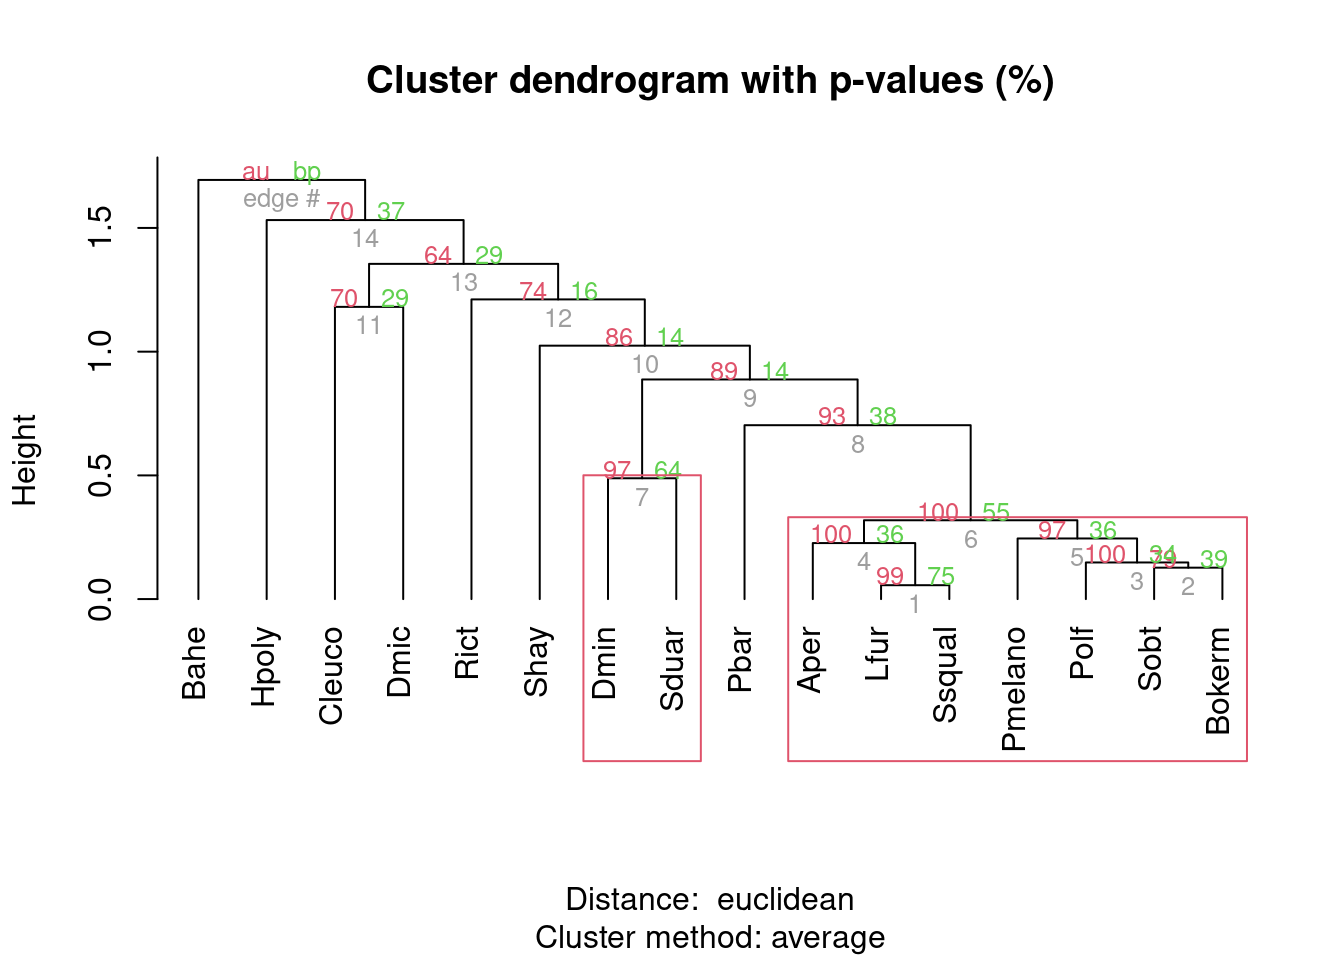 Cluster dendrogram with p-values (%)
au bp
edge #
70 37
14
64 29
13
70 29
11
74 16
12
86 14
10
89 14
9
93 38
8
97 64
7
100 55
6
100 36
4
99 75
1
97 36
5
100
3
39
2
Height
0.0
0.5
1.0
1.5
Bahe
Hpoly
Cleuco
Dmic
Rict
Shay
Dmin
Sduar
Pbar
Aper
Lfur
Ssqual
Pmelano
Polf
Sobt
Bokerm
Distance: euclidean
Cluster method: average